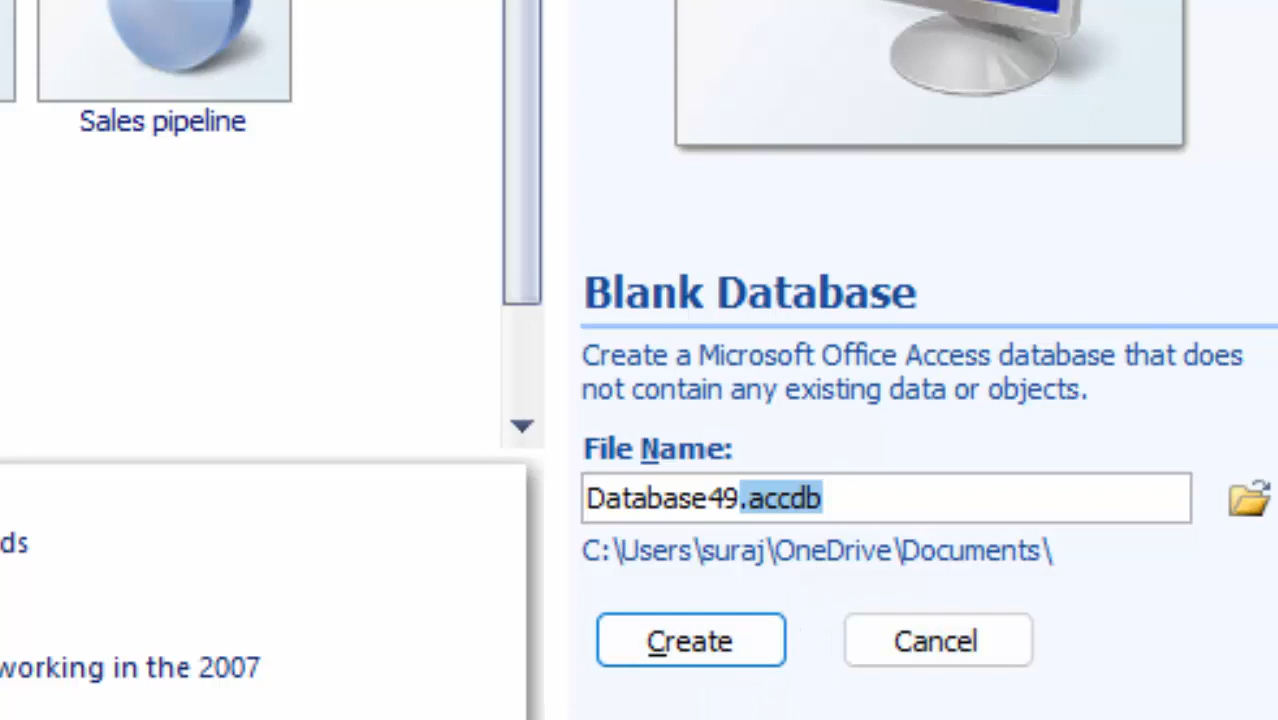 Sales pipeline
Blank Database
Create a Microsoft Office Access database that does
not contain any existing data or objects.
File Name:
Database49.accdb
C:\Users\suraj\OneDrive\Documents\
Create
Cancel
ds
working in the 2007